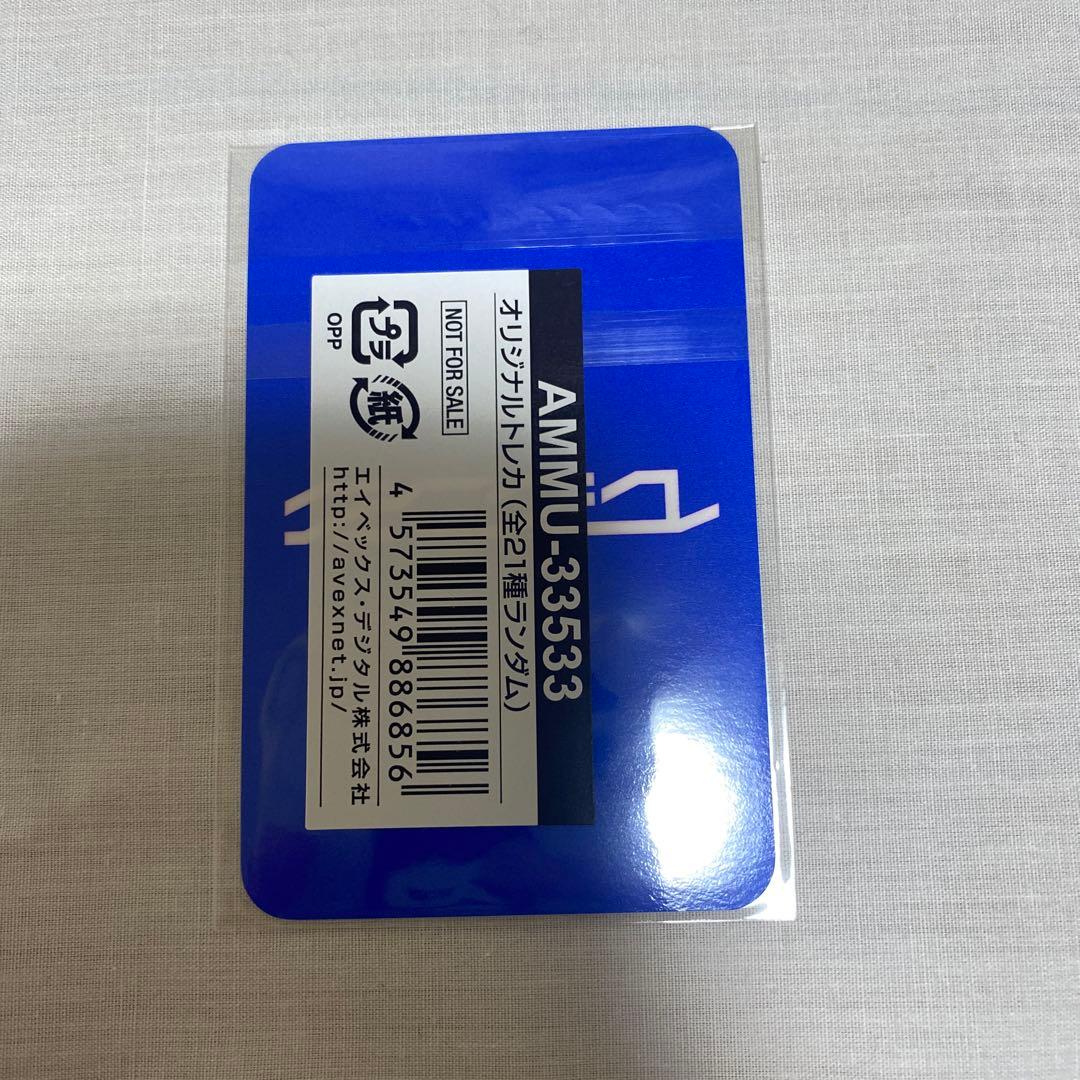 AMMU-33533
オリジナルトレカ(全21種ランダム)
NOT FOR SALE
プラ
OPP
紙
4 573549 886856
エイベックス・デジタル株式会社
http://avexnet.jp/